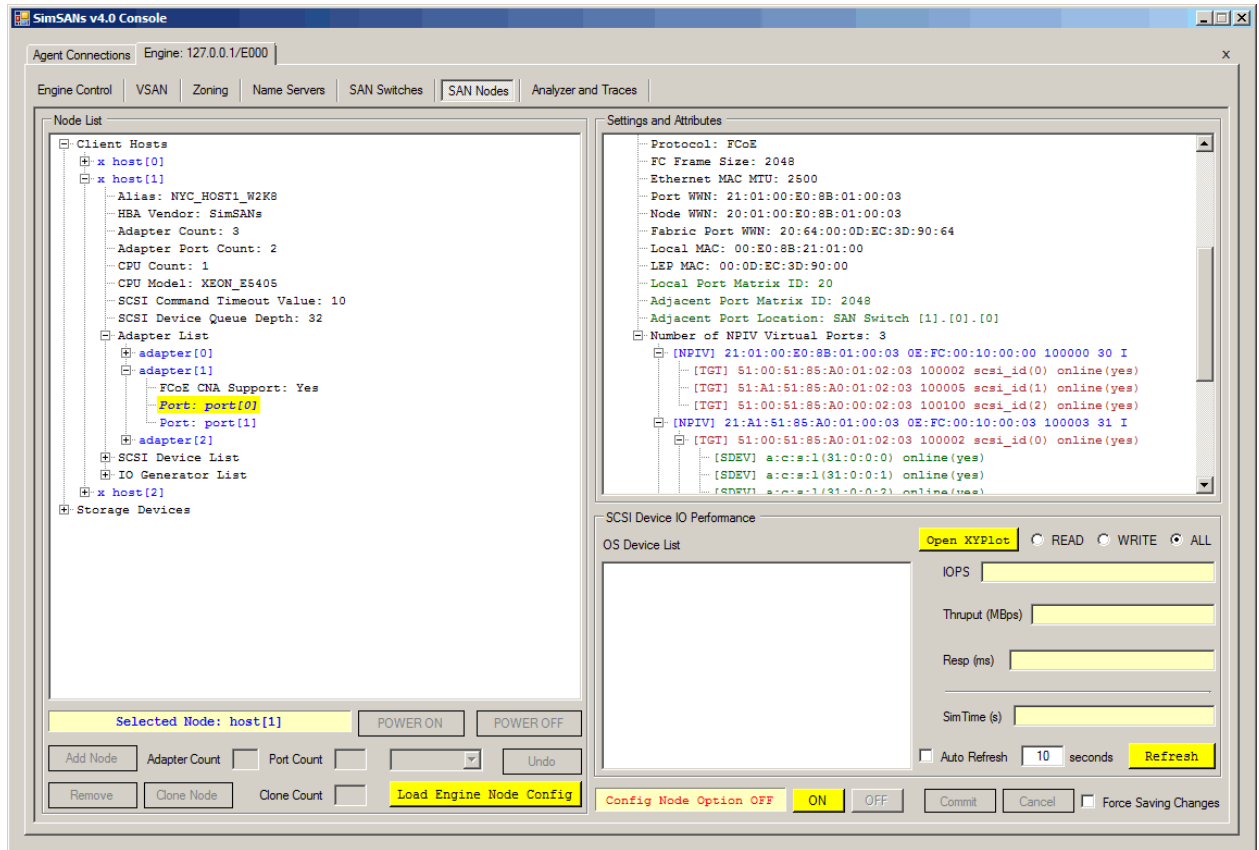 SimSANs v4.0 Console
Agent Connections Engine: 127.0.0.1/E000 x
Engine Control VSAN Zoning Name Servers SAN Switches SAN Nodes Analyzer and Traces
Node List
Client Hosts
x host[0]
x host[1]
Alias: NYC_HOST1_W2K8
HBA Vendor: SimSANs
Adapter Count: 3
Adapter Port Count: 2
CPU Count: 1
CPU Model: XEON_E5405
SCSI Command Timeout Value: 10
SCSI Device Queue Depth: 32
Adapter List
adapter[0]
adapter[1]
FCoE CNA Support: Yes
Port: port[0]
Port: port[1]
adapter[2]
SCSI Device List
IO Generator List
x host[2]
Storage Devices
Selected Node: host[1] POWER ON POWER OFF
Add Node Adapter Count Port Count Undo
Remove Clone Node Clone Count Load Engine Node Config
Settings and Attributes
Protocol: FCoE
FC Frame Size: 2048
Ethernet MAC MTU: 2500
Port WWN: 21:01:00:E0:8B:01:00:03
Node WWN: 20:01:00:E0:8B:01:00:03
Fabric Port WWN: 20:64:00:0D:EC:3D:90:64
Local MAC: 00:E0:8B:21:01:00
LEP MAC: 00:0D:EC:3D:90:00
Local Port Matrix ID: 20
Adjacent Port Matrix ID: 2048
Adjacent Port Location: SAN Switch [1].[0].[0]
Number of NPIV Virtual Ports: 3
[NPIV] 21:01:00:E0:8B:01:00:03 0E:FC:00:10:00:00 100000 30 I
[TGT] 51:00:51:85:A0:01:02:03 100002 scsi_id(0) online(yes)
[TGT] 51:A1:51:85:A0:01:02:03 100005 scsi_id(1) online(yes)
[TGT] 51:00:51:85:A0:00:02:03 100100 scsi_id(2) online(yes)
[NPIV] 21:A1:51:85:A0:01:00:03 0E:FC:00:10:00:03 100003 31 I
[TGT] 51:00:51:85:A0:01:02:03 100002 scsi_id(0) online(yes)
[SDEV] a:c:s:l(31:0:0:0) online(yes)
[SDEV] a:c:s:l(31:0:0:1) online(yes)
[SDEV] a:c:s:l(31:0:0:2) online(yes)
SCSI Device IO Performance
OS Device List Open XYPlot READ WRITE ALL
IOPS
Thruput (MBps)
Resp (ms)
SimTime (s)
Auto Refresh 10 seconds Refresh
Config Node Option OFF ON OFF Commit Cancel Force Saving Changes